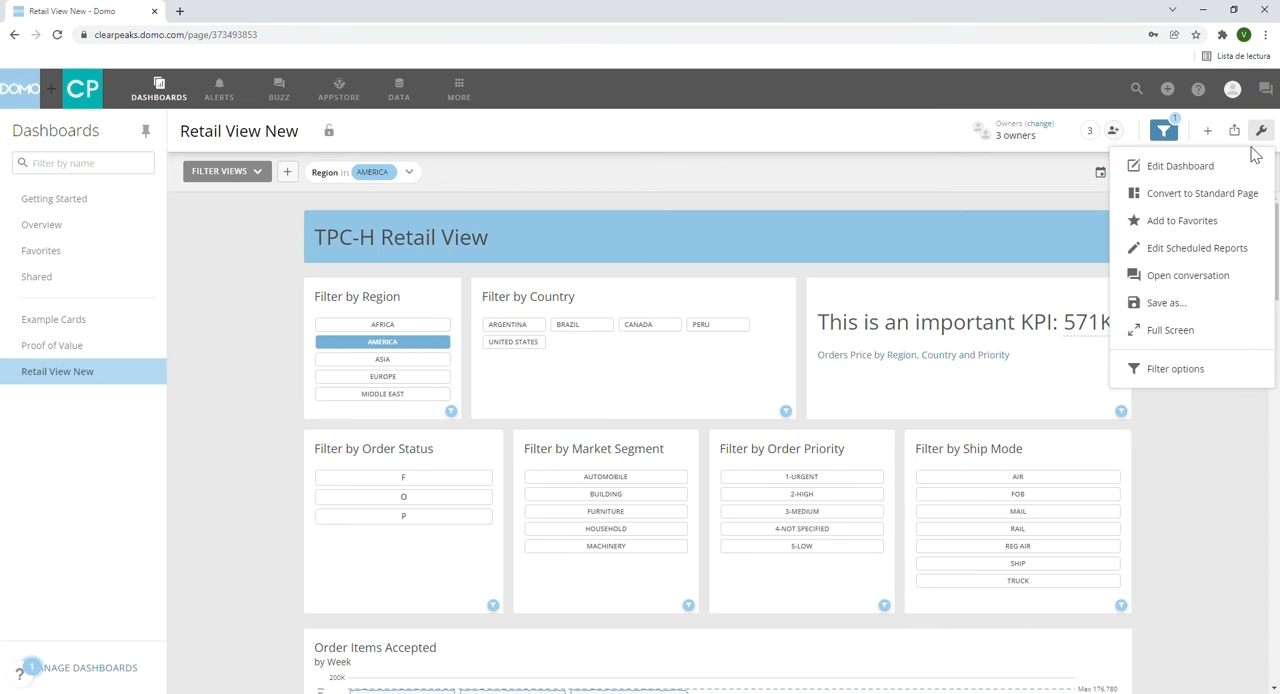 Retail View New - Domo
clearpeaks.domo.com/page/373493853
V
Lista de lectura
DOMO + CP
DASHBOARDS ALERTS BUZZ APPSTORE DATA MORE
Dashboards
Filter by name
Getting Started
Overview
Favorites
Shared
Example Cards
Proof of Value
Retail View New
1
?
NAGE DASHBOARDS
Retail View New
Owners (change)
3 owners
3
1
FILTER VIEWS
+
Region in AMERICA
Edit Dashboard
Convert to Standard Page
Add to Favorites
Edit Scheduled Reports
Open conversation
Save as...
Full Screen
Filter options
TPC-H Retail View
Filter by Region
AFRICA
AMERICA
ASIA
EUROPE
MIDDLE EAST
Filter by Country
ARGENTINA BRAZIL CANADA PERU
UNITED STATES
This is an important KPI: 571K
Orders Price by Region, Country and Priority
Filter by Order Status
F
O
P
Filter by Market Segment
AUTOMOBILE
BUILDING
FURNITURE
HOUSEHOLD
MACHINERY
Filter by Order Priority
1-URGENT
2-HIGH
3-MEDIUM
4-NOT SPECIFIED
5-LOW
Filter by Ship Mode
AIR
FOB
MAIL
RAIL
REG AIR
SHIP
TRUCK
Order Items Accepted
by Week
200K
Max 176,780